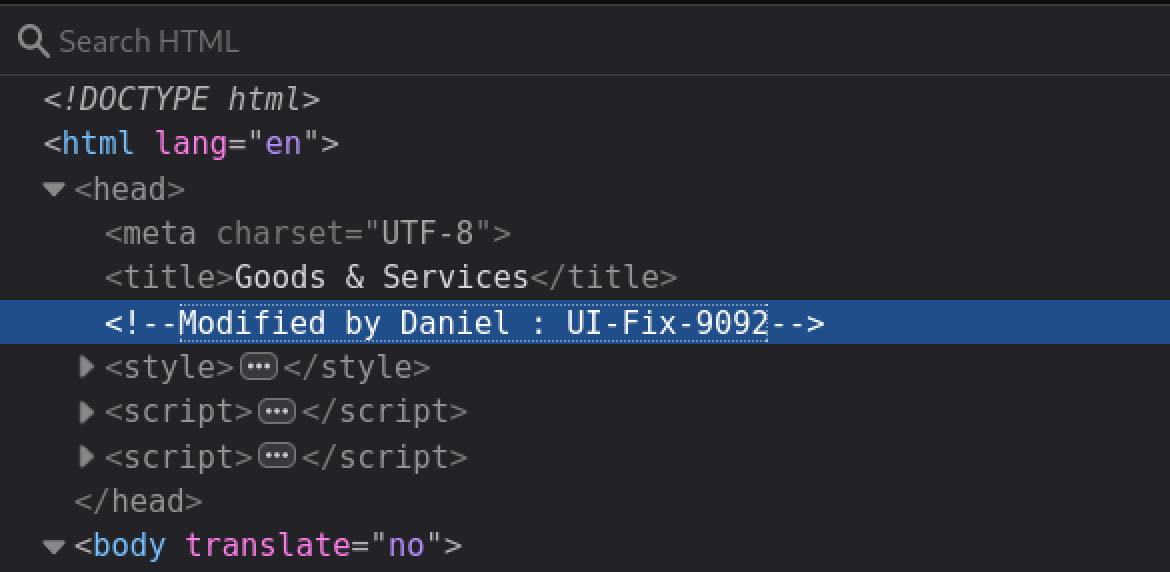 Search HTML
<!DOCTYPE html>
<html lang="en">
<head>
<meta charset="UTF-8">
<title>Goods & Services</title>
<!--Modified by Daniel : UI-Fix-9092-->
<style>...</style>
<script>...</script>
<script>...</script>
</head>
<body translate="no">